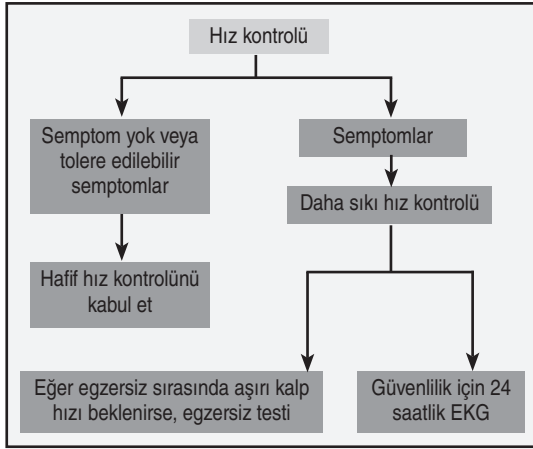 Hız kontrolü
Semptom yok veya
tolere edilebilir
semptomlar
Semptomlar
Daha sıkı hız kontrolü
Hafif hız kontrolünü
kabul et
Eğer egzersiz sırasında aşırı kalp
hızı beklenirse, egzersiz testi
Güvenlilik için 24
saatlik EKG